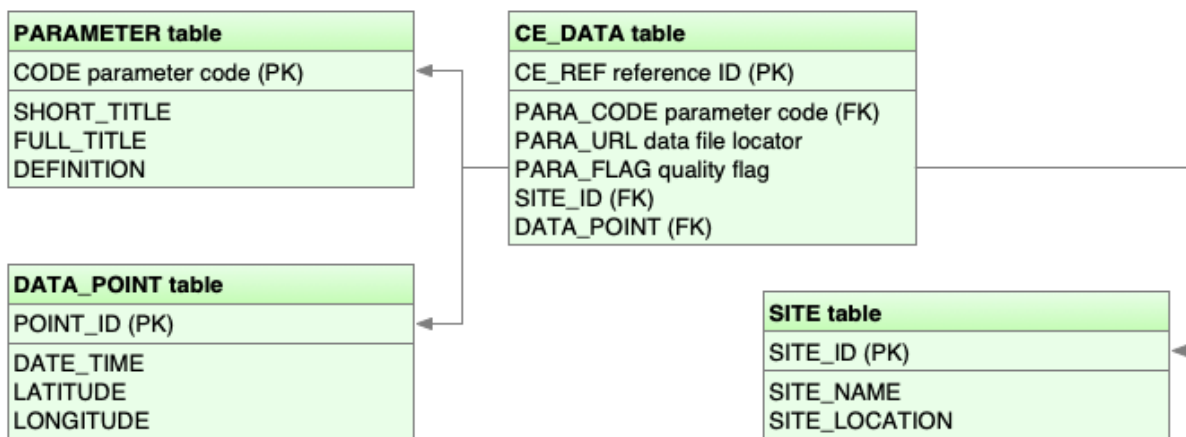 PARAMETER table
CODE parameter code (PK)
SHORT_TITLE
FULL_TITLE
DEFINITION
CE_DATA table
CE_REF reference ID (PK)
PARA_CODE parameter code (FK)
PARA_URL data file locator
PARA_FLAG quality flag
SITE_ID (FK)
DATA_POINT (FK)
DATA_POINT table
POINT_ID (PK)
DATE_TIME
LATITUDE
LONGITUDE
SITE table
SITE_ID (PK)
SITE_NAME
SITE_LOCATION